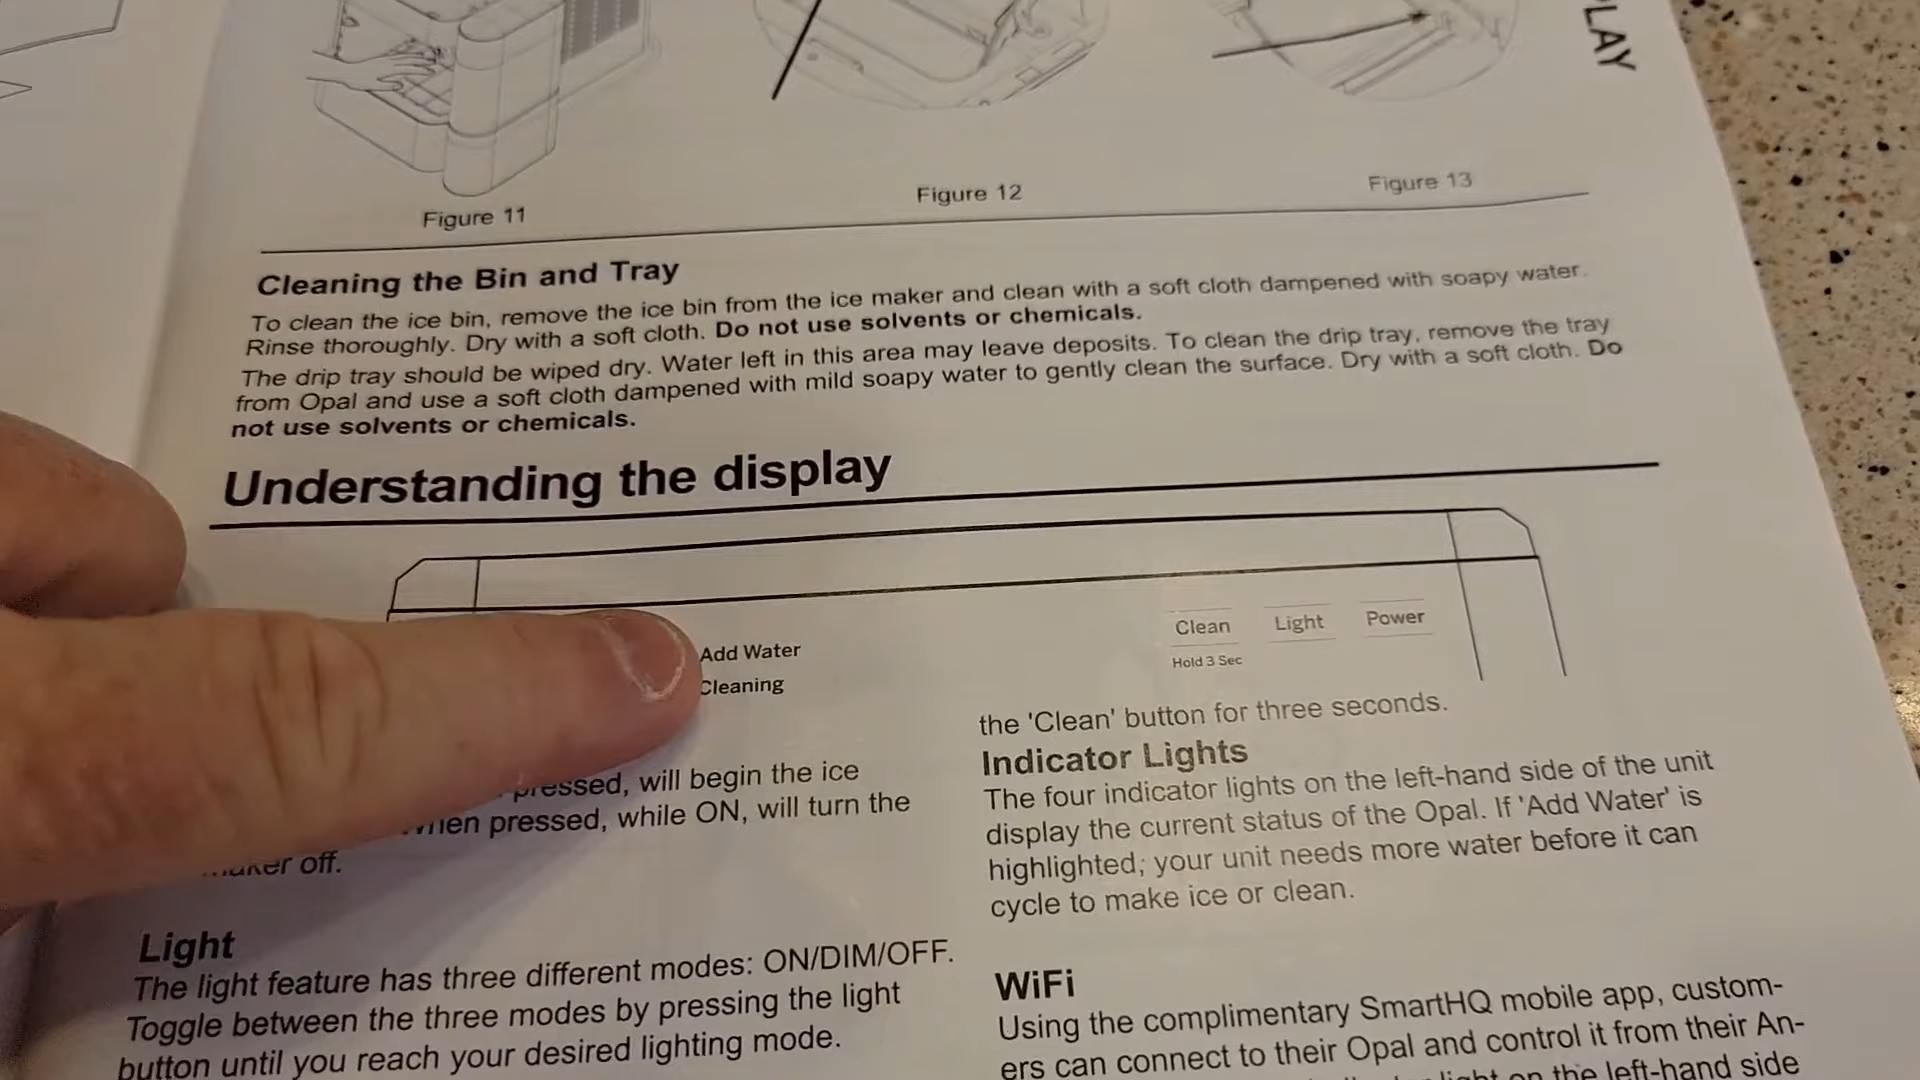 PLAY
Figure 11
Figure 12
Figure 13
Cleaning the Bin and Tray
To clean the ice bin, remove the ice bin from the ice maker and clean with a soft cloth dampened with soapy water.
Rinse thoroughly. Dry with a soft cloth. Do not use solvents or chemicals.
The drip tray should be wiped dry. Water left in this area may leave deposits. To clean the drip tray, remove the tray
from Opal and use a soft cloth dampened with mild soapy water to gently clean the surface. Dry with a soft cloth. Do
not use solvents or chemicals.
Understanding the display
Add Water
Cleaning
Clean
Light
Power
Hold 3 Sec
pressed, will begin the ice
When pressed, while ON, will turn the
maker off.
Light
The light feature has three different modes: ON/DIM/OFF.
Toggle between the three modes by pressing the light
button until you reach your desired lighting mode.
the 'Clean' button for three seconds.
Indicator Lights
The four indicator lights on the left-hand side of the unit
display the current status of the Opal. If 'Add Water' is
highlighted; your unit needs more water before it can
cycle to make ice or clean.
WiFi
Using the complimentary SmartHQ mobile app, custom-
ers can connect to their Opal and control it from their An-
light on the left-hand side